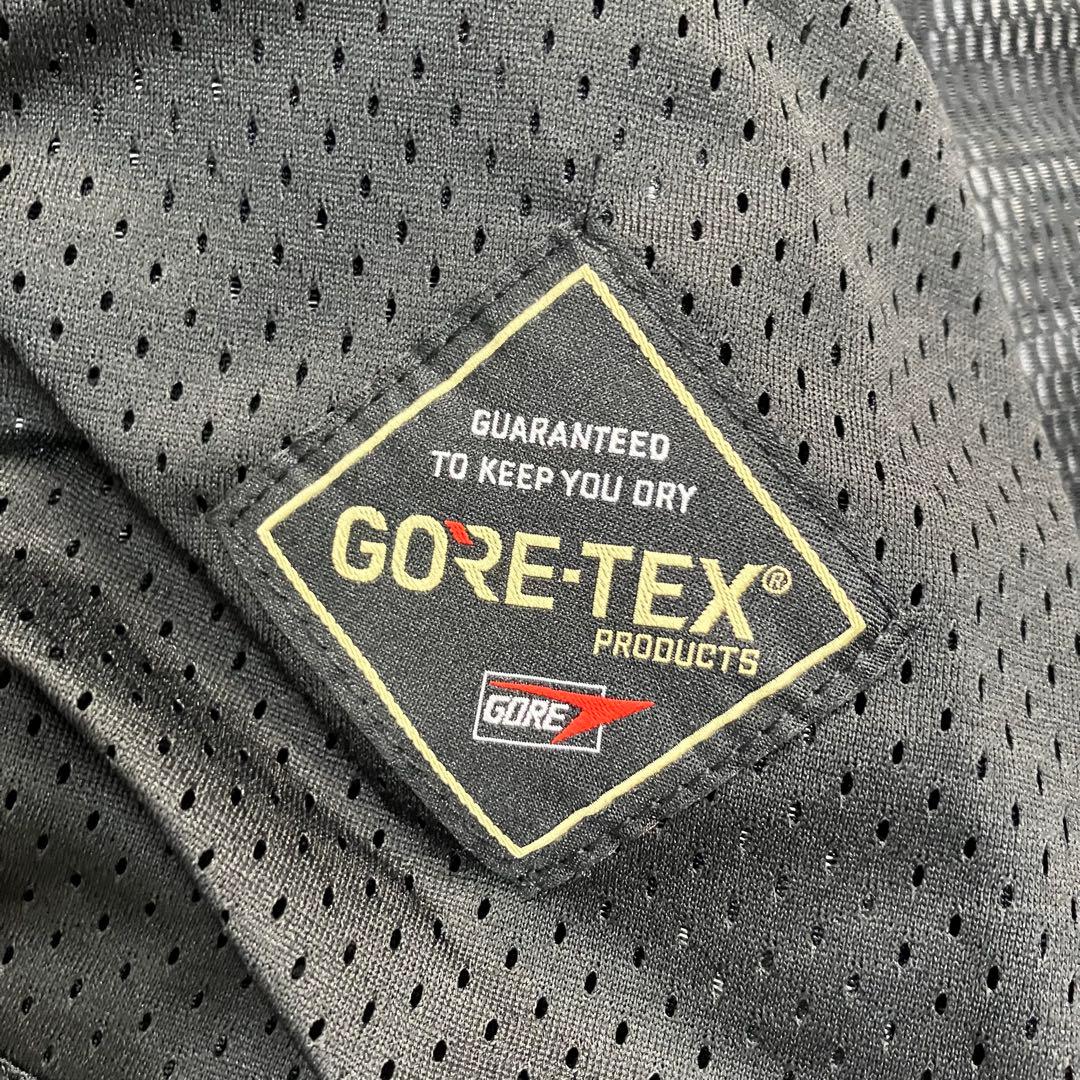 GUARANTEED
TO KEEP YOU DRY
GORE-TEX®
PRODUCTS
GORE